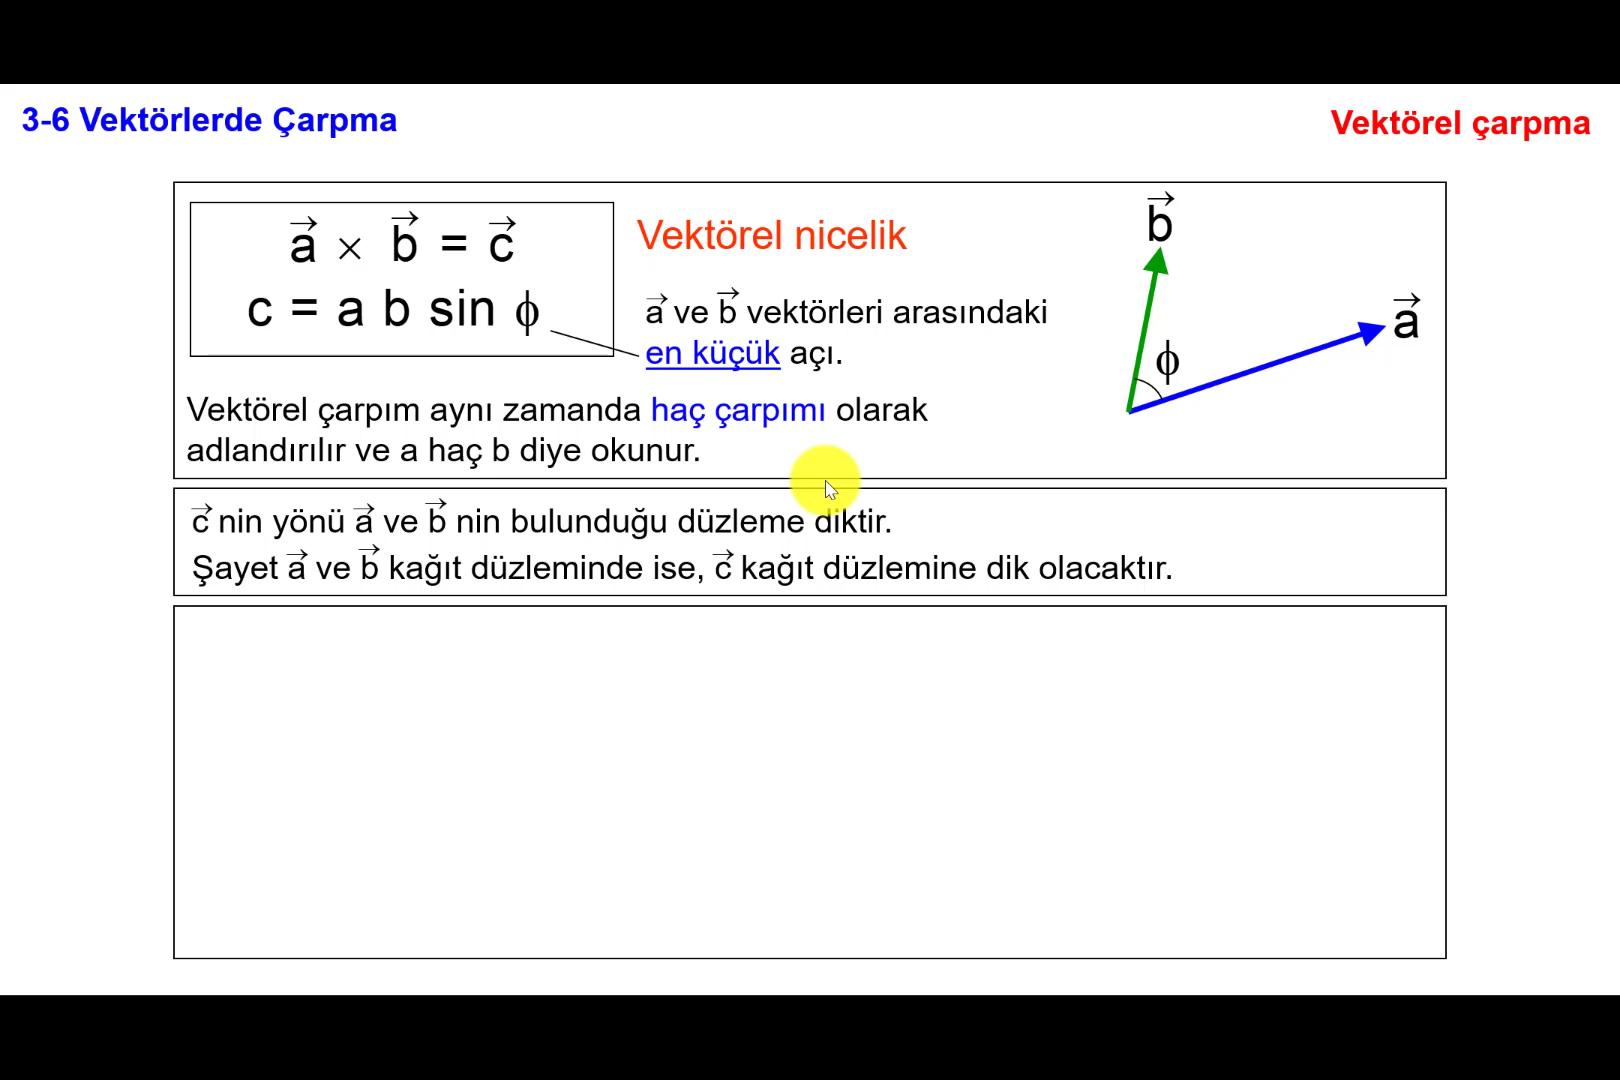 3-6 Vektörlerde Çarpma
Vektörel çarpma
a⃗ × b⃗ = c⃗
c = a b sin ϕ
Vektörel nicelik
a⃗ ve b⃗ vektörleri arasındaki
en küçük açı.
b⃗
a⃗
ϕ
Vektörel çarpım aynı zamanda haç çarpımı olarak
adlandırılır ve a haç b diye okunur.
c⃗ nin yönü a⃗ ve b⃗ nin bulunduğu düzleme diktir.
Şayet a⃗ ve b⃗ kağıt düzleminde ise, c⃗ kağıt düzlemine dik olacaktır.